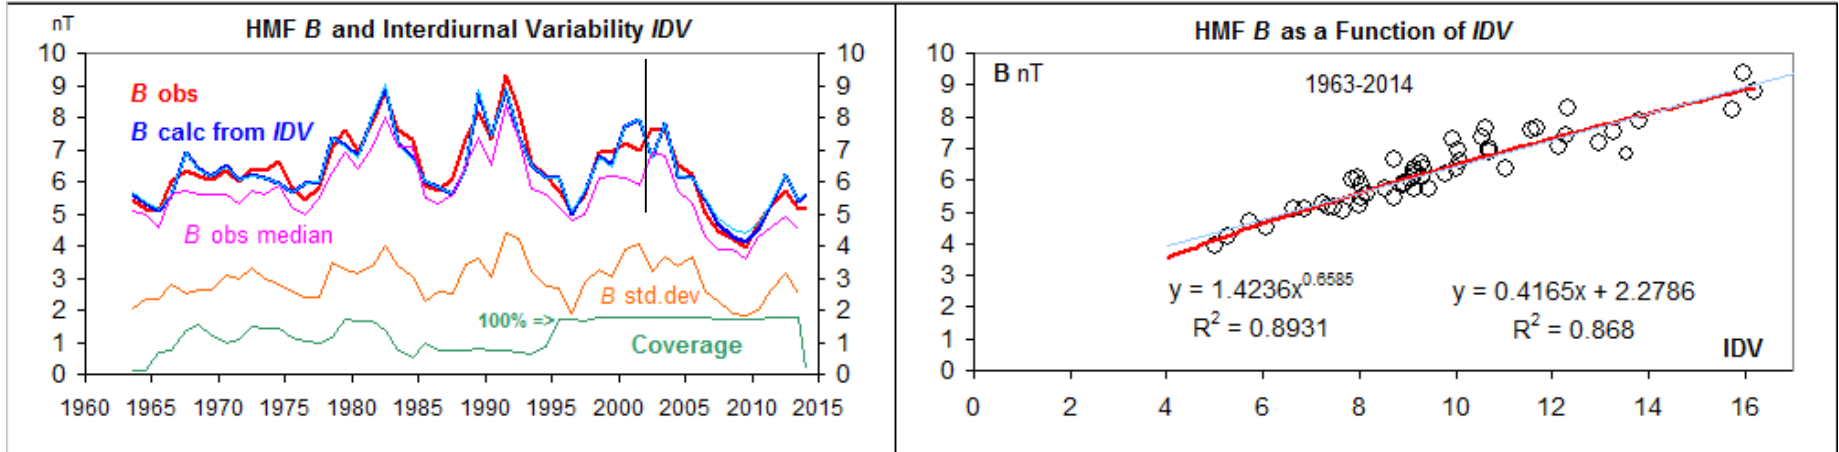 nT
HMF B and Interdiurnal Variability IDV
10
9
8
7
6
5
4
3
2
1
0
B obs
B calc from IDV
B obs median
B std.dev
100% =>
Coverage
10
9
8
7
6
5
4
3
2
1
0
1960 1965 1970 1975 1980 1985 1990 1995 2000 2005 2010 2015
HMF B as a Function of IDV
10
9
8
7
6
5
4
3
2
1
0
B nT
1963-2014
y = 1.4236x^0.6585 y = 0.4165x + 2.2786
R² = 0.8931 R² = 0.868
IDV
0 2 4 6 8 10 12 14 16